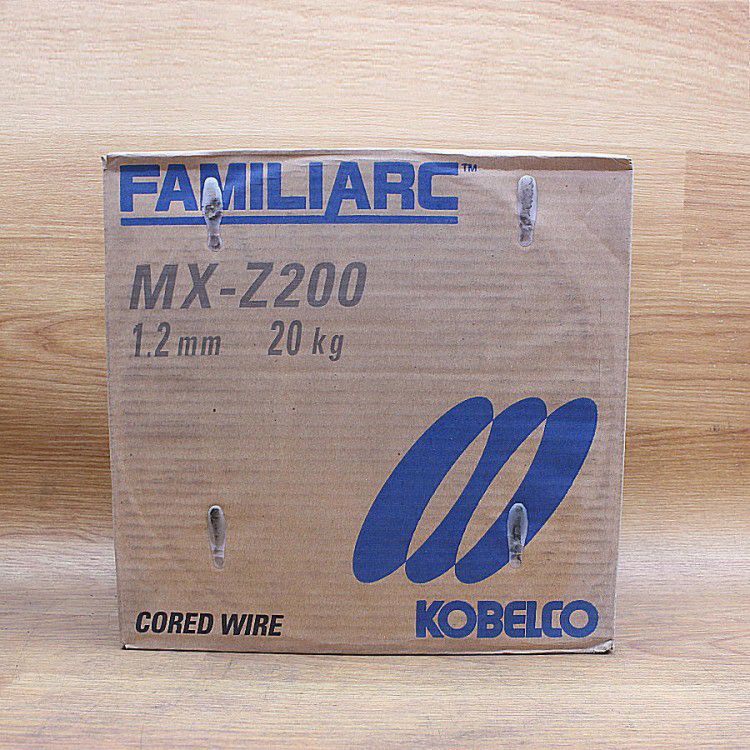 FAMILIARC™
MX-Z200
1.2 mm 20 kg
CORED WIRE
KOBELCO